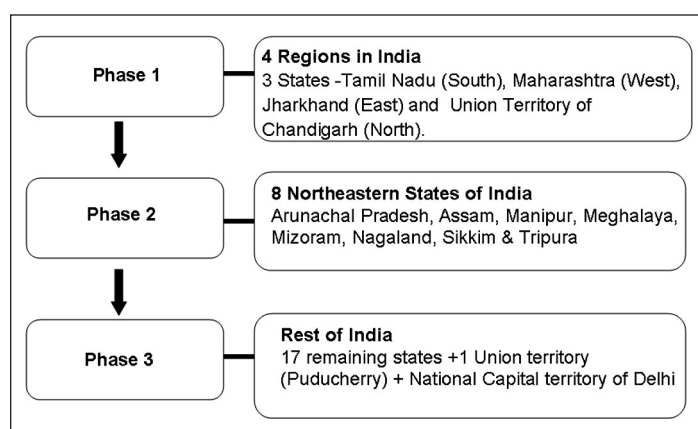 Phase 1
4 Regions in India
3 States -Tamil Nadu (South), Maharashtra (West),
Jharkhand (East) and Union Territory of
Chandigarh (North).
Phase 2
8 Northeastern States of India
Arunachal Pradesh, Assam, Manipur, Meghalaya,
Mizoram, Nagaland, Sikkim & Tripura
Phase 3
Rest of India
17 remaining states +1 Union territory
(Puducherry) + National Capital territory of Delhi